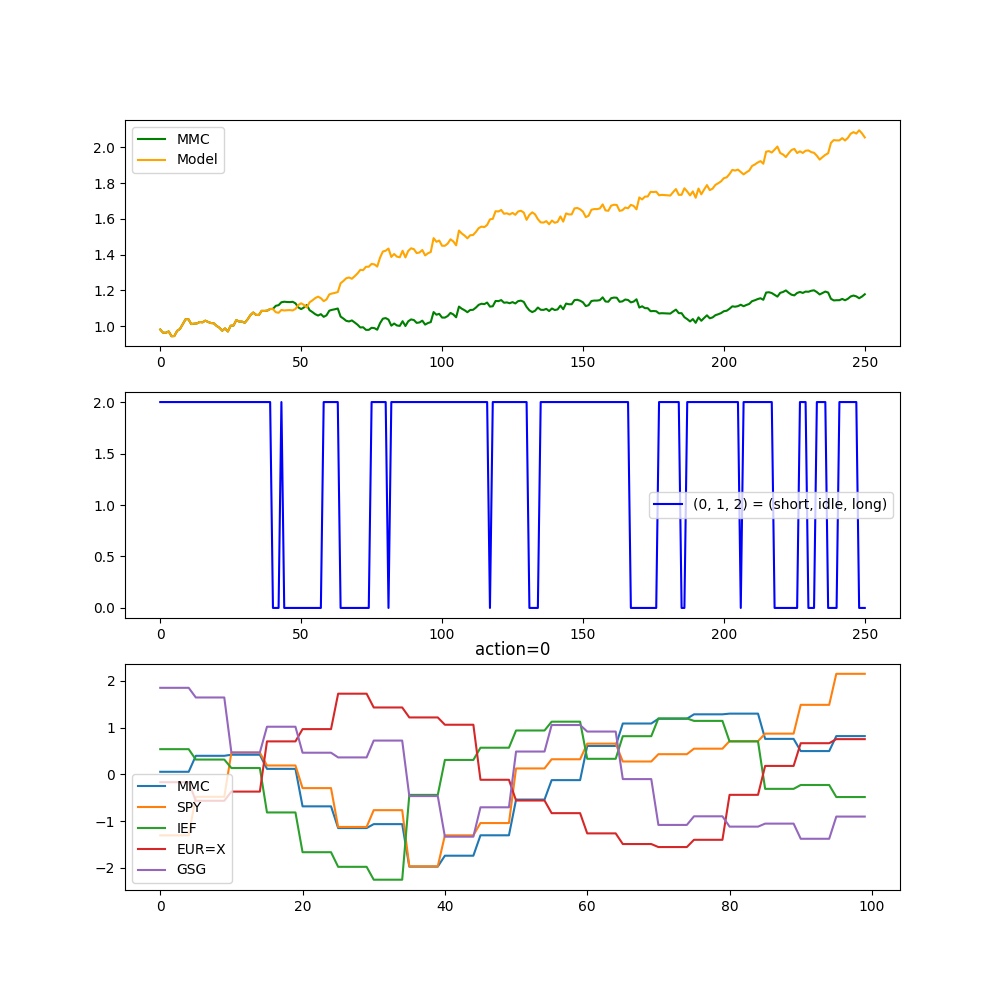 2.0
1.8
1.6
1.4
1.2
1.0
MMC
Model
0 50 100 150 200 250
2.0
1.5
1.0
0.5
0.0
(0, 1, 2) = (short, idle, long)
0 50 100 150 200 250
action=0
2
1
0
−1
−2
MMC
SPY
IEF
EUR=X
GSG
0 20 40 60 80 100